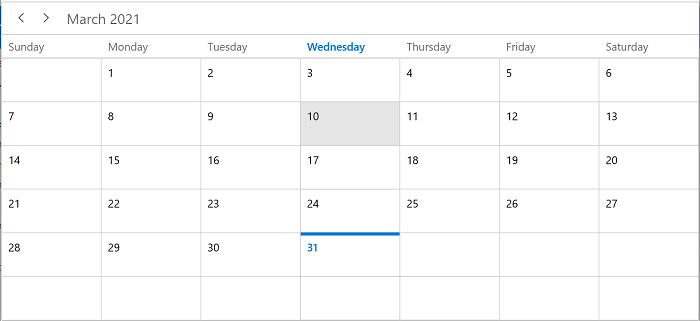 March 2021
Sunday Monday Tuesday Wednesday Thursday Friday Saturday
1 2 3 4 5 6
7 8 9 10 11 12 13
14 15 16 17 18 19 20
21 22 23 24 25 26 27
28 29 30 31